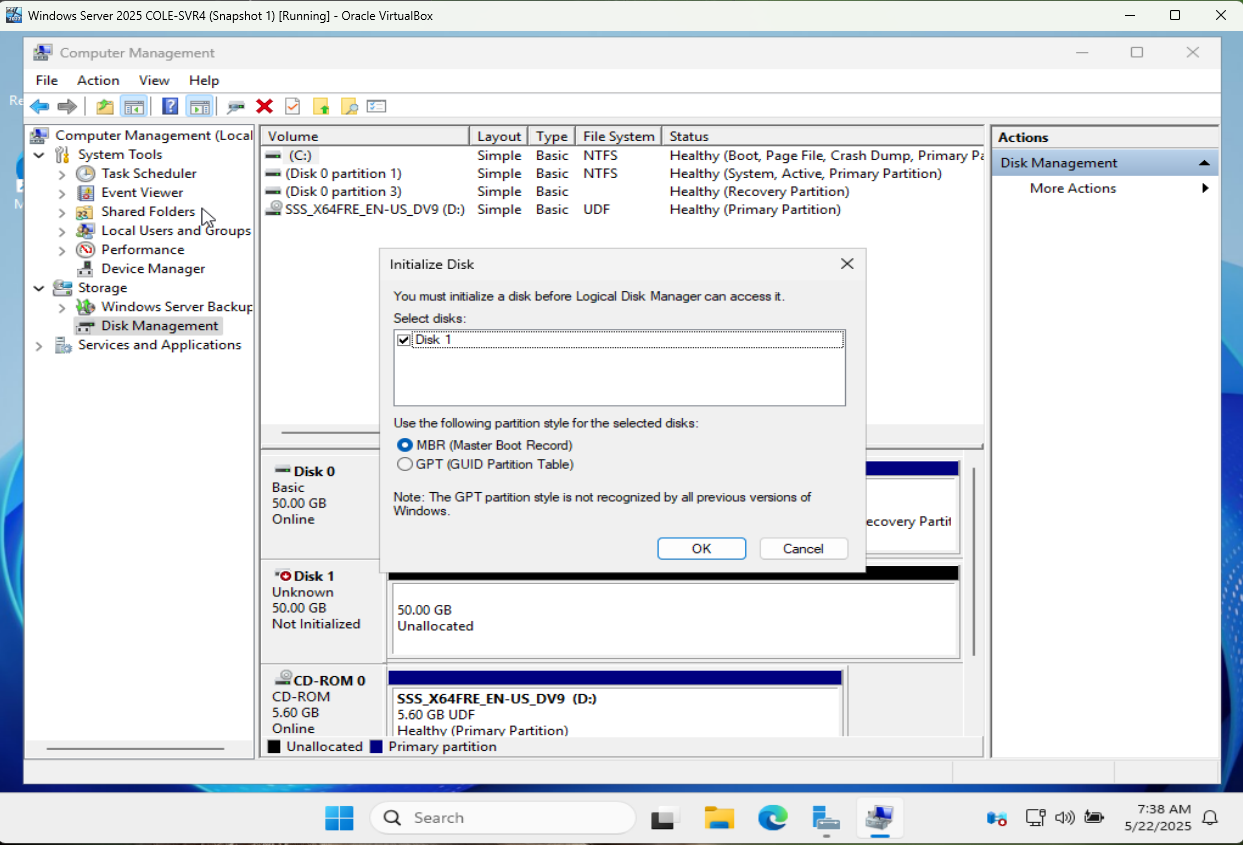 Windows Server 2025 COLE-SVR4 (Snapshot 1) [Running] - Oracle VirtualBox
Computer Management
File Action View Help
Computer Management (Local
System Tools
Task Scheduler
Event Viewer
Shared Folders
Local Users and Groups
Performance
Device Manager
Storage
Windows Server Backup
Disk Management
Services and Applications
Volume Layout Type File System Status
(C:) Simple Basic NTFS Healthy (Boot, Page File, Crash Dump, Primary Pa
(Disk 0 partition 1) Simple Basic NTFS Healthy (System, Active, Primary Partition)
(Disk 0 partition 3) Simple Basic Healthy (Recovery Partition)
SSS_X64FRE_EN-US_DV9 (D:) Simple Basic UDF Healthy (Primary Partition)
Actions
Disk Management
More Actions
Initialize Disk
You must initialize a disk before Logical Disk Manager can access it.
Select disks:
Disk 1
Use the following partition style for the selected disks:
MBR (Master Boot Record)
GPT (GUID Partition Table)
Note: The GPT partition style is not recognized by all previous versions of
Windows.
OK Cancel
Disk 0
Basic
50.00 GB
Online
ecovery Partit
Disk 1
Unknown
50.00 GB
Not Initialized
50.00 GB
Unallocated
CD-ROM 0
CD-ROM
5.60 GB
Online
SSS_X64FRE_EN-US_DV9 (D:)
5.60 GB UDF
Healthy (Primary Partition)
Unallocated Primary partition
Search
7:38 AM
5/22/2025